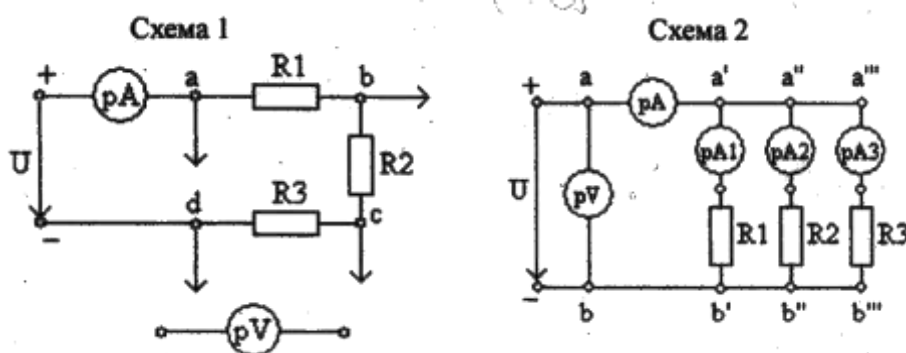 Схема 1
Схема 2
+ pA a R1 b
U R2
R3
d c
−
pV
+ a a' a'' a'''
pA
pA1 pA2 pA3
U pV
R1 R2 R3
−
b b' b'' b'''